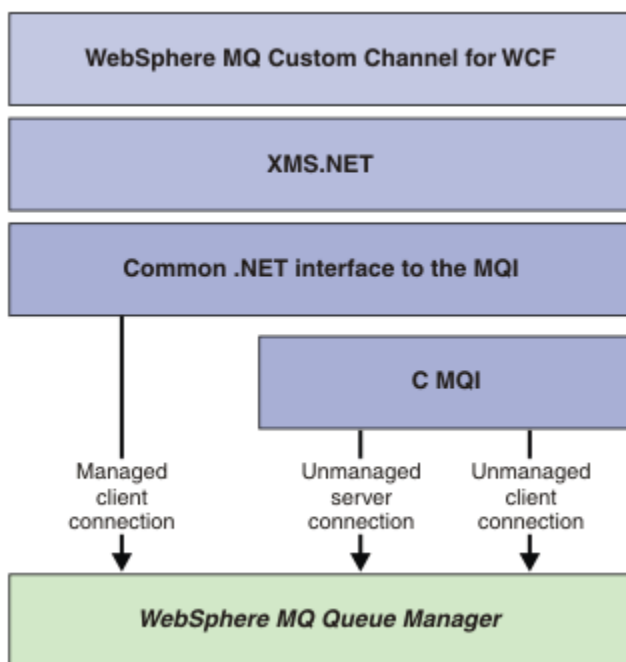 WebSphere MQ Custom Channel for WCF
XMS.NET
Common .NET interface to the MQI
C MQI
Managed
client
connection
Unmanaged
server
connection
Unmanaged
client
connection
WebSphere MQ Queue Manager